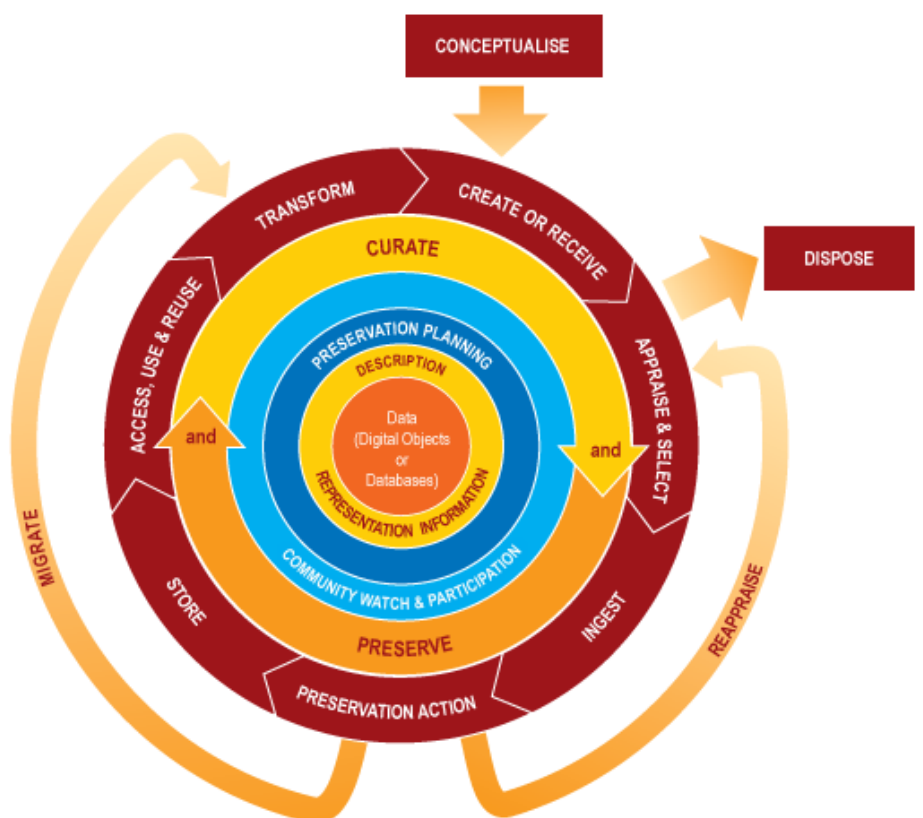 CONCEPTUALISE
TRANSFORM
CREATE OR RECEIVE
DISPOSE
CURATE
ACCESS, USE & REUSE
APPRAISE & SELECT
PRESERVATION PLANNING
DESCRIPTION
and
Data
(Digital Objects
or
Databases)
and
REPRESENTATION INFORMATION
MIGRATE
STORE
COMMUNITY WATCH & PARTICIPATION
INGEST
REAPPRAISE
PRESERVE
PRESERVATION ACTION